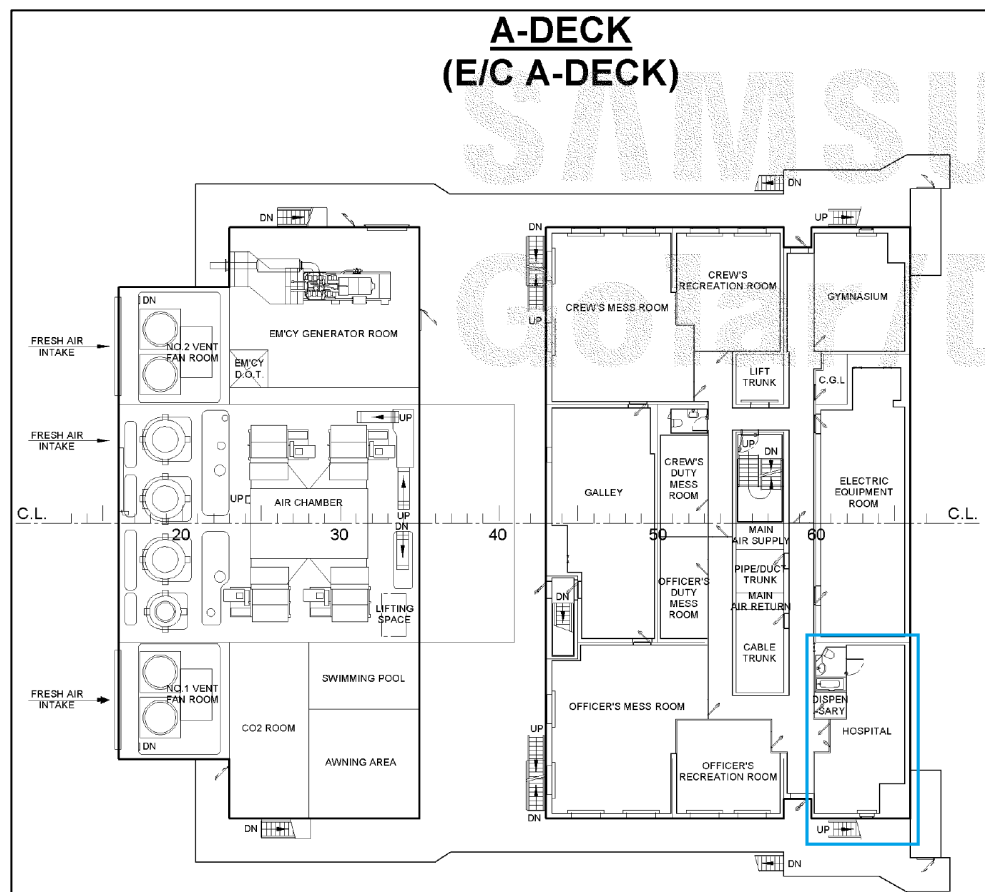 A-DECK
(E/C A-DECK)
SAMSU
Golar/T
DN
DN
DN
UP
DN
CREW'S
RECREATION ROOM
GYMNASIUM
CREW'S MESS ROOM
UP
DN
EM'CY GENERATOR ROOM
FRESH AIR
INTAKE
NO.2 VENT
FAN ROOM
EM'CY
D.O.T.
LIFT
TRUNK
C.G.L
FRESH AIR
INTAKE
UP
UP
DN
CREW'S
DUTY
MESS
ROOM
ELECTRIC
EQUIPMENT
ROOM
GALLEY
UP
AIR CHAMBER
UP
DN
C.L.
C.L.
20
30
50
60
MAIN
AIR SUPPLY
PIPE/DUCT
TRUNK
MAIN
AIR RETURN
OFFICER'S
DUTY
MESS
ROOM
DN
LIFTING
SPACE
CABLE
TRUNK
FRESH AIR
INTAKE
NO.1 VENT
FAN ROOM
DN
SWIMMING POOL
CO2 ROOM
AWNING AREA
OFFICER'S MESS ROOM
DISPEN
-SARY
HOSPITAL
UP
DN
OFFICER'S
RECREATION ROOM
DN
UP
DN